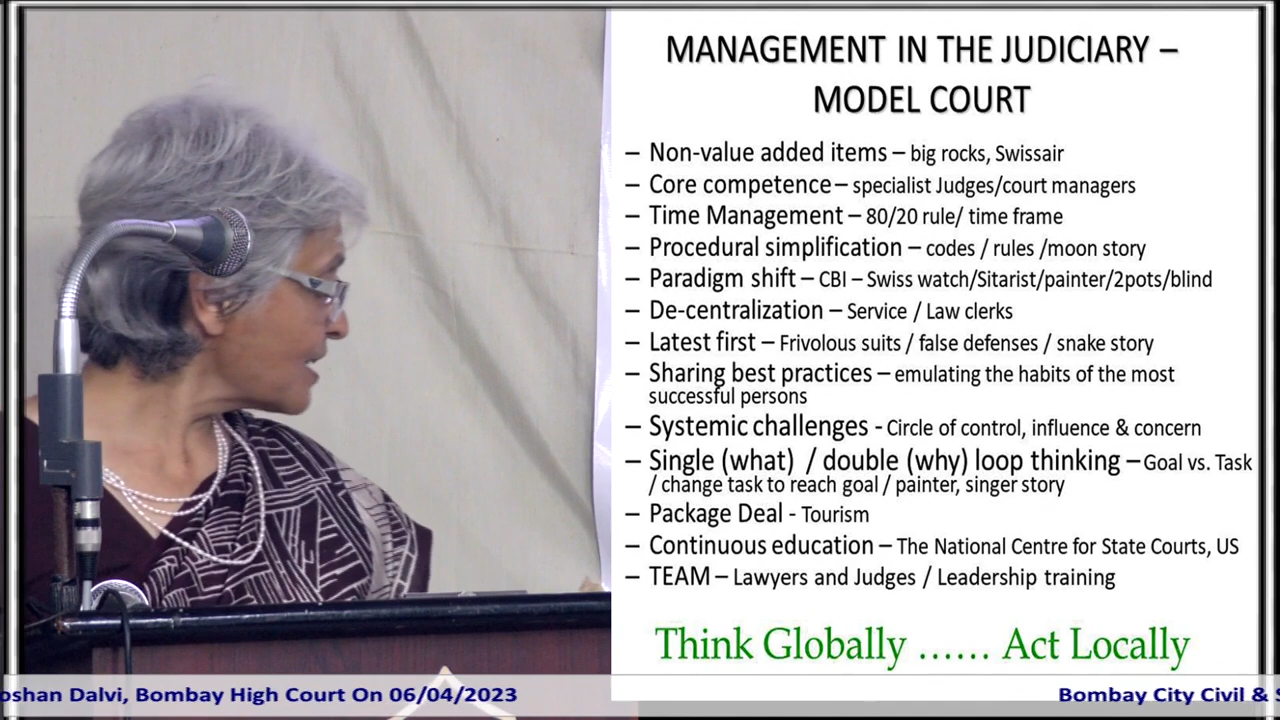 MANAGEMENT IN THE JUDICIARY –
MODEL COURT
– Non-value added items – big rocks, Swissair
– Core competence – specialist Judges/court managers
– Time Management – 80/20 rule/ time frame
– Procedural simplification – codes / rules /moon story
– Paradigm shift – CBI – Swiss watch/Sitarist/painter/2pots/blind
– De-centralization – Service / Law clerks
– Latest first – Frivolous suits / false defenses / snake story
– Sharing best practices – emulating the habits of the most
successful persons
– Systemic challenges - Circle of control, influence & concern
– Single (what) / double (why) loop thinking – Goal vs. Task
/ change task to reach goal / painter, singer story
– Package Deal - Tourism
– Continuous education – The National Centre for State Courts, US
– TEAM – Lawyers and Judges / Leadership training
Think Globally ...... Act Locally
oshan Dalvi, Bombay High Court On 06/04/2023
Bombay City Civil &